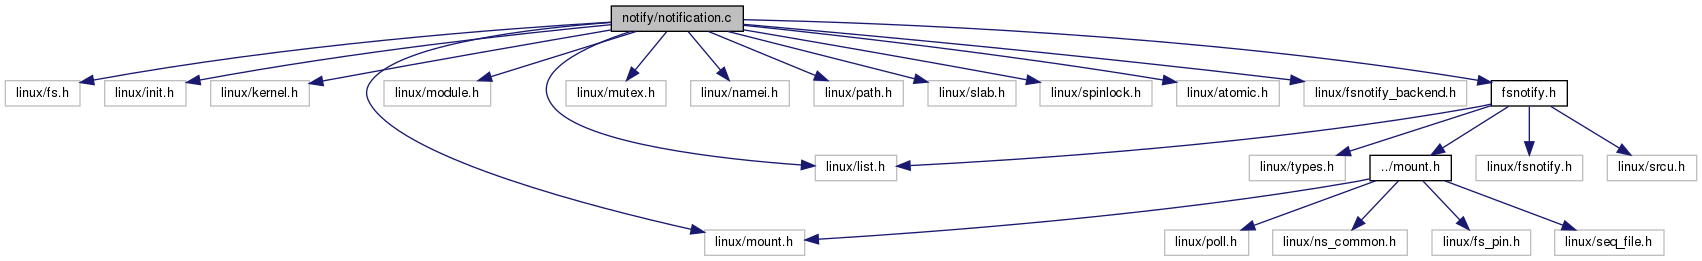 notify/notification.c
linux/fs.h
linux/init.h
linux/kernel.h
linux/module.h
linux/mutex.h
linux/namei.h
linux/path.h
linux/slab.h
linux/spinlock.h
linux/atomic.h
linux/fsnotify_backend.h
fsnotify.h
linux/list.h
linux/types.h
../mount.h
linux/fsnotify.h
linux/srcu.h
linux/mount.h
linux/poll.h
linux/ns_common.h
linux/fs_pin.h
linux/seq_file.h